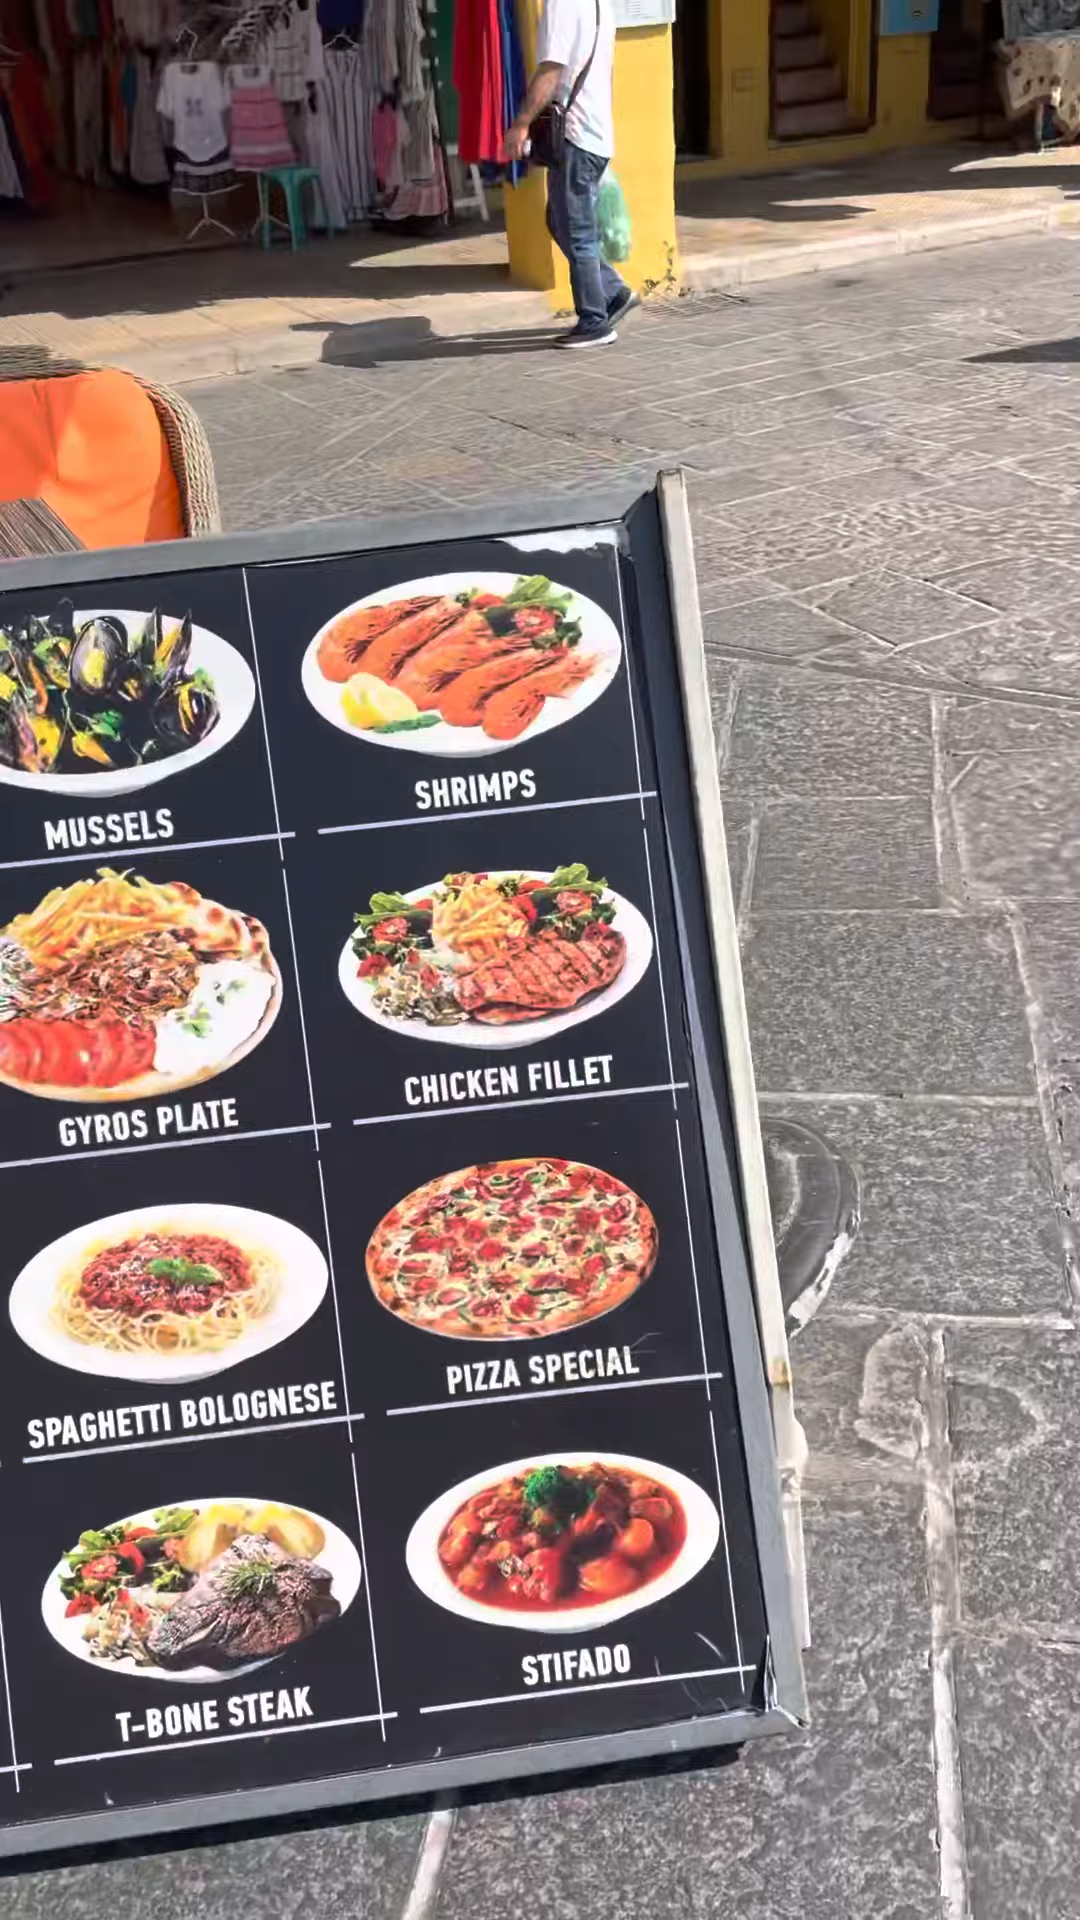 MUSSELS
SHRIMPS
GYROS PLATE
CHICKEN FILLET
SPAGHETTI BOLOGNESE
PIZZA SPECIAL
T-BONE STEAK
STIFADO